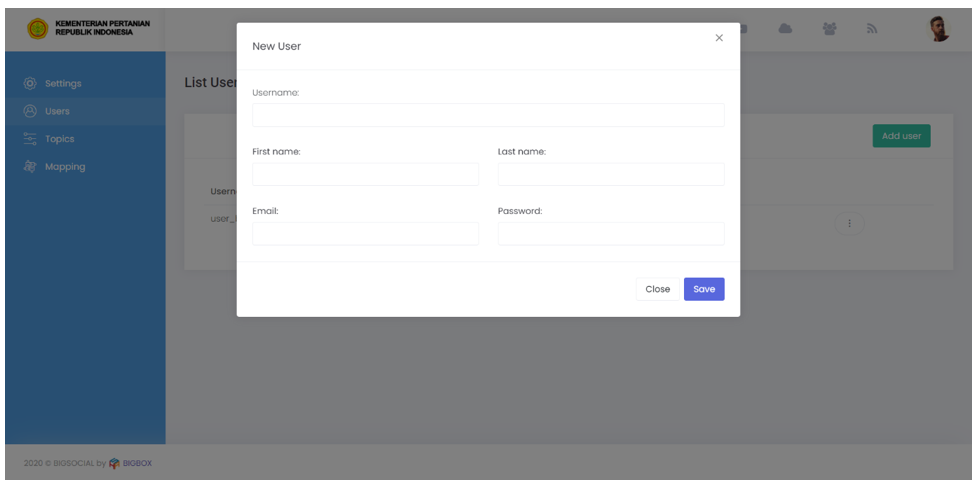 KEMENTERIAN PERTANIAN
REPUBLIK INDONESIA
New User
×
Settings
Users
Topics
Mapping
List User
Username:
Add user
First name:
Last name:
Usern
Email:
Password:
user_
Close
Save
2020 © BIGSOCIAL by BIGBOX